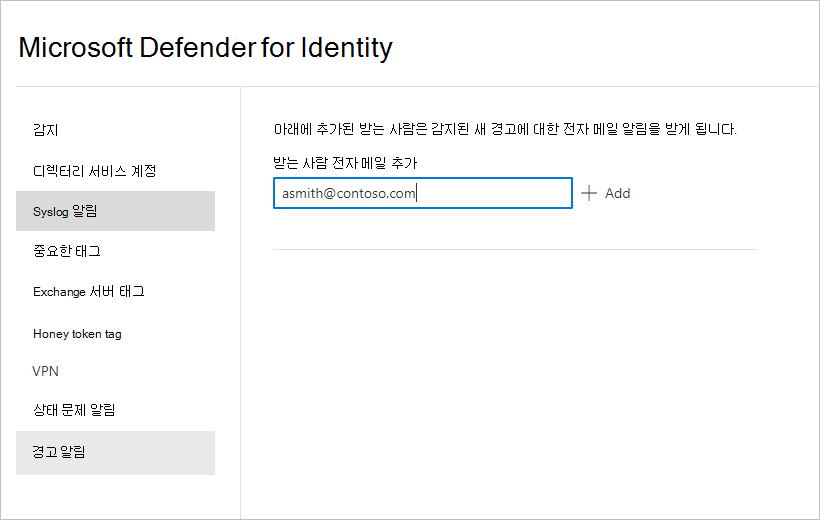 Microsoft Defender for Identity
감지
디렉터리 서비스 계정
Syslog 알림
중요한 태그
Exchange 서버 태그
Honey token tag
VPN
상태 문제 알림
경고 알림
아래에 추가된 받는 사람은 감지된 새 경고에 대한 전자 메일 알림을 받게 됩니다.
받는 사람 전자 메일 추가
asmith@contoso.com
Add